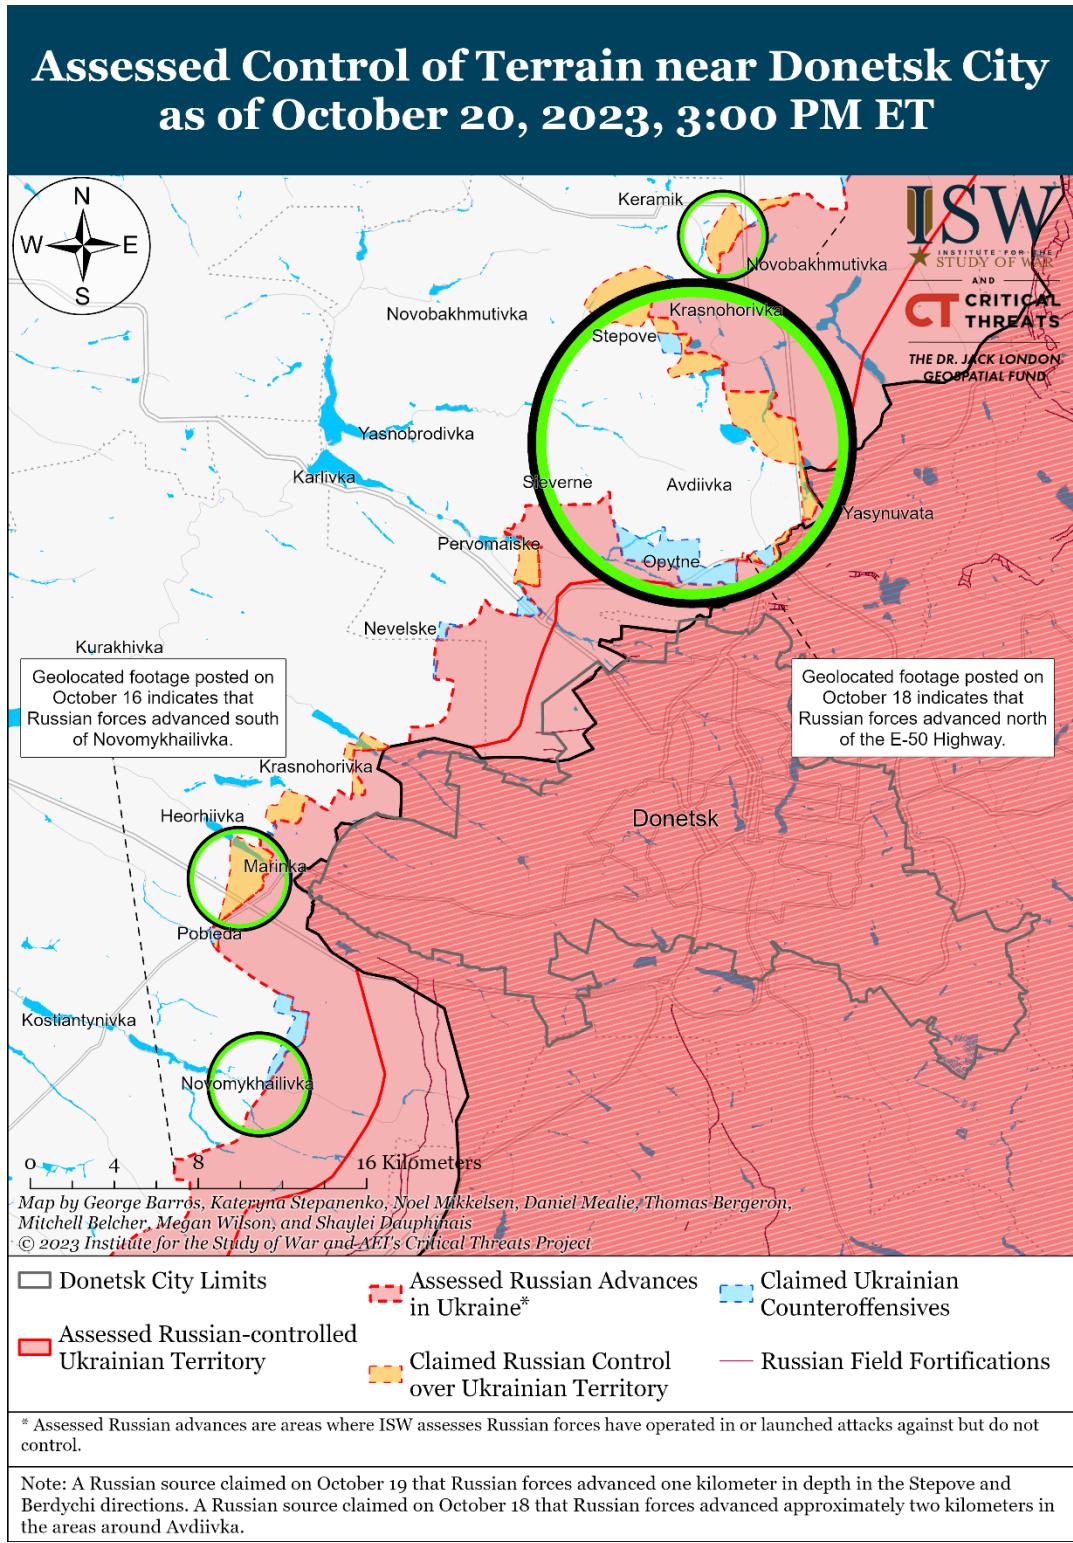 Assessed Control of Terrain near Donetsk City
as of October 20, 2023, 3:00 PM ET
N
W
E
S
Keramik
ISW
INSTITUTE FOR THE
STUDY OF WAR
AND
CT CRITICAL
THREATS
THE DR. JACK LONDON
GEOSPATIAL FUND
Novobakhmutivka
Novobakhmutivka
Krasnohorivka
Stepove
Yasnobrodivka
Karlivka
Sieverne
Avdiivka
Yasynuvata
Pervomaiske
Opytne
Nevelske
Kurakhivka
Geolocated footage posted on
October 16 indicates that
Russian forces advanced south
of Novomykhailivka.
Geolocated footage posted on
October 18 indicates that
Russian forces advanced north
of the E-50 Highway.
Krasnohorivka
Heorhiivka
Donetsk
Marinka
Pobieda
Kostiantynivka
Novomykhailivka
0 4 8 16 Kilometers
Map by George Barros, Kateryna Stepanenko, Noel Mikkelsen, Daniel Mealie, Thomas Bergeron,
Mitchell Belcher, Megan Wilson, and Shaylei Dauphinais
© 2023 Institute for the Study of War and AEI's Critical Threats Project
Donetsk City Limits
Assessed Russian-controlled
Ukrainian Territory
Assessed Russian Advances
in Ukraine*
Claimed Russian Control
over Ukrainian Territory
Claimed Ukrainian
Counteroffensives
Russian Field Fortifications
* Assessed Russian advances are areas where ISW assesses Russian forces have operated in or launched attacks against but do not
control.
Note: A Russian source claimed on October 19 that Russian forces advanced one kilometer in depth in the Stepove and
Berdychi directions. A Russian source claimed on October 18 that Russian forces advanced approximately two kilometers in
the areas around Avdiivka.